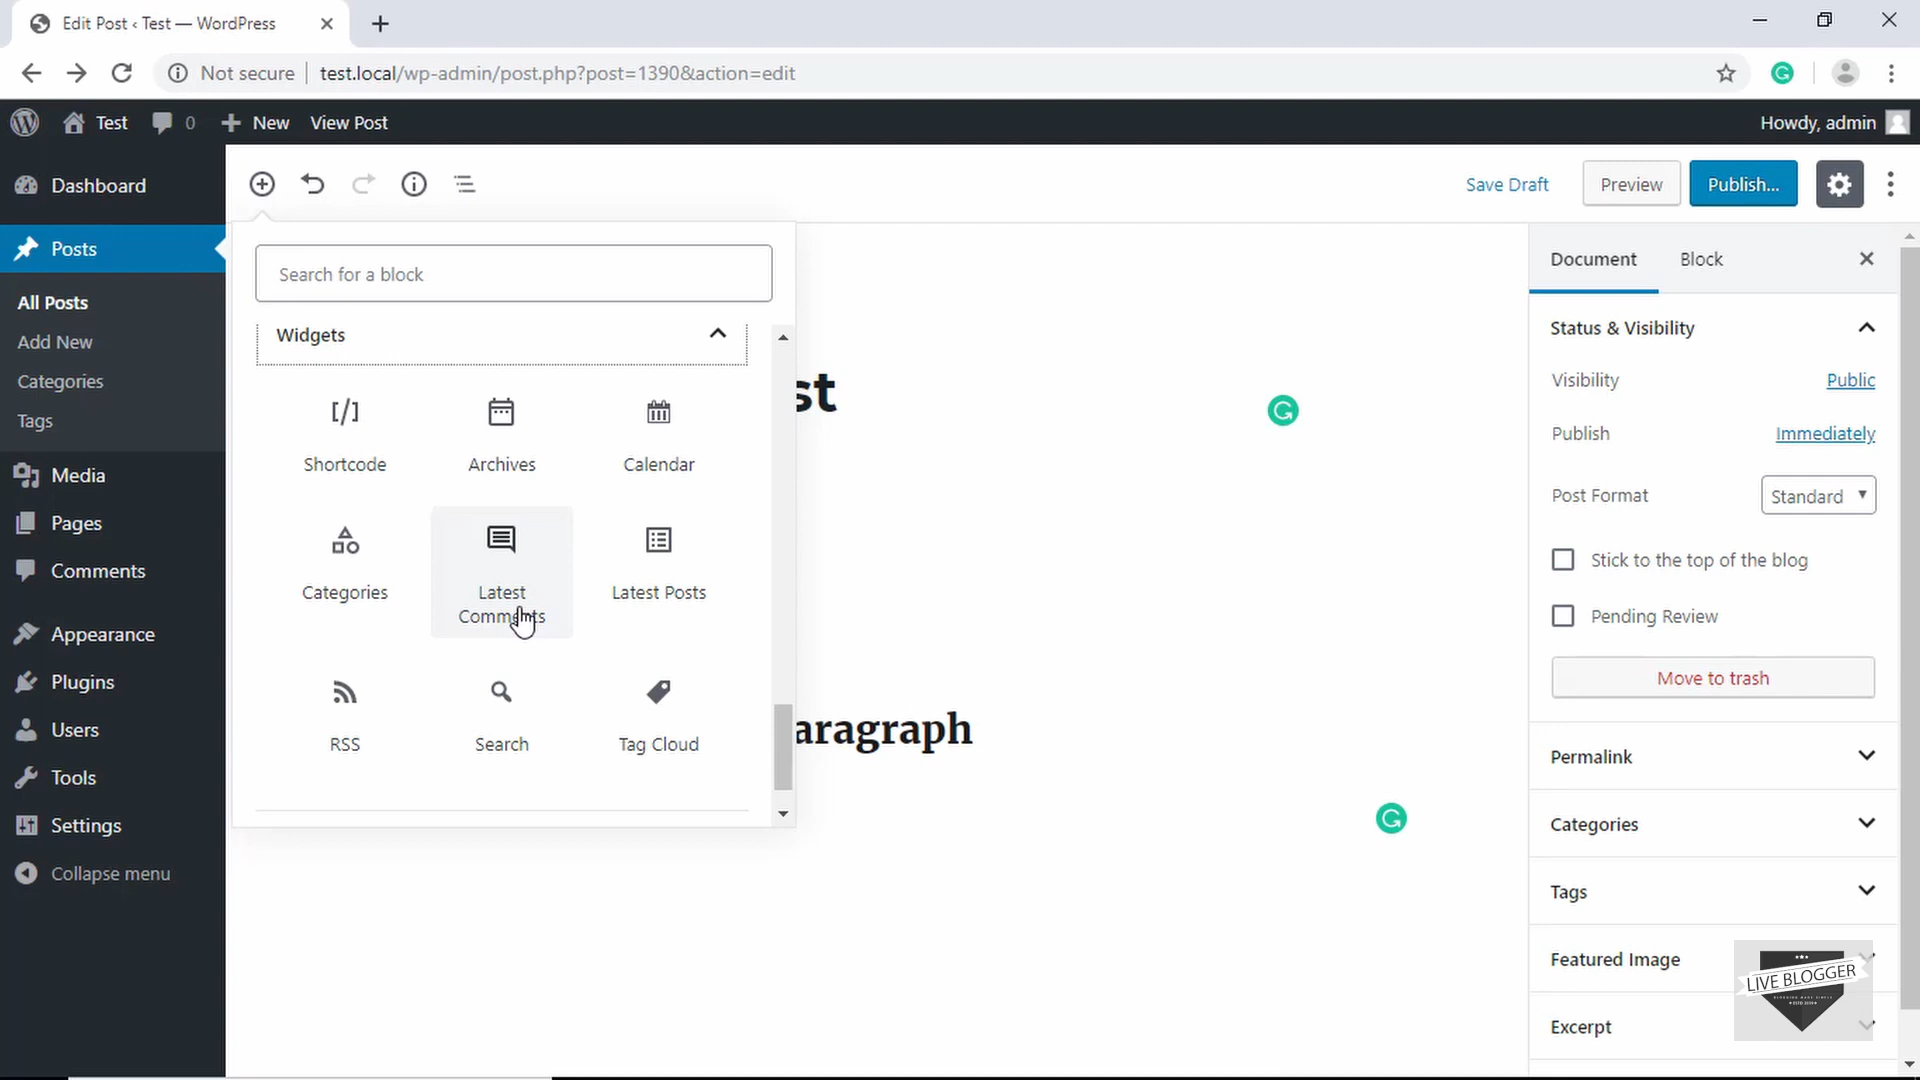 Edit Post ‹ Test — WordPress
Not secure
test.local/wp-admin/post.php?post=1390&action=edit
Test
0
New
View Post
Howdy, admin
Dashboard
Posts
All Posts
Add New
Categories
Tags
Media
Pages
Comments
Appearance
Plugins
Users
Tools
Settings
Collapse menu
Save Draft
Preview
Publish...
Search for a block
Widgets
Shortcode
Archives
Calendar
Categories
Latest
Comments
Latest Posts
RSS
Search
Tag Cloud
st
aragraph
Document
Block
Status & Visibility
Visibility
Public
Publish
Immediately
Post Format
Standard
Stick to the top of the blog
Pending Review
Move to trash
Permalink
Categories
Tags
Featured Image
Excerpt
LIVE BLOGGER